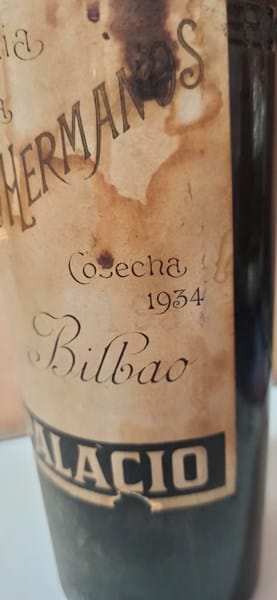 HERMANOS
Cosecha
1934
Bilbao
ALACIO